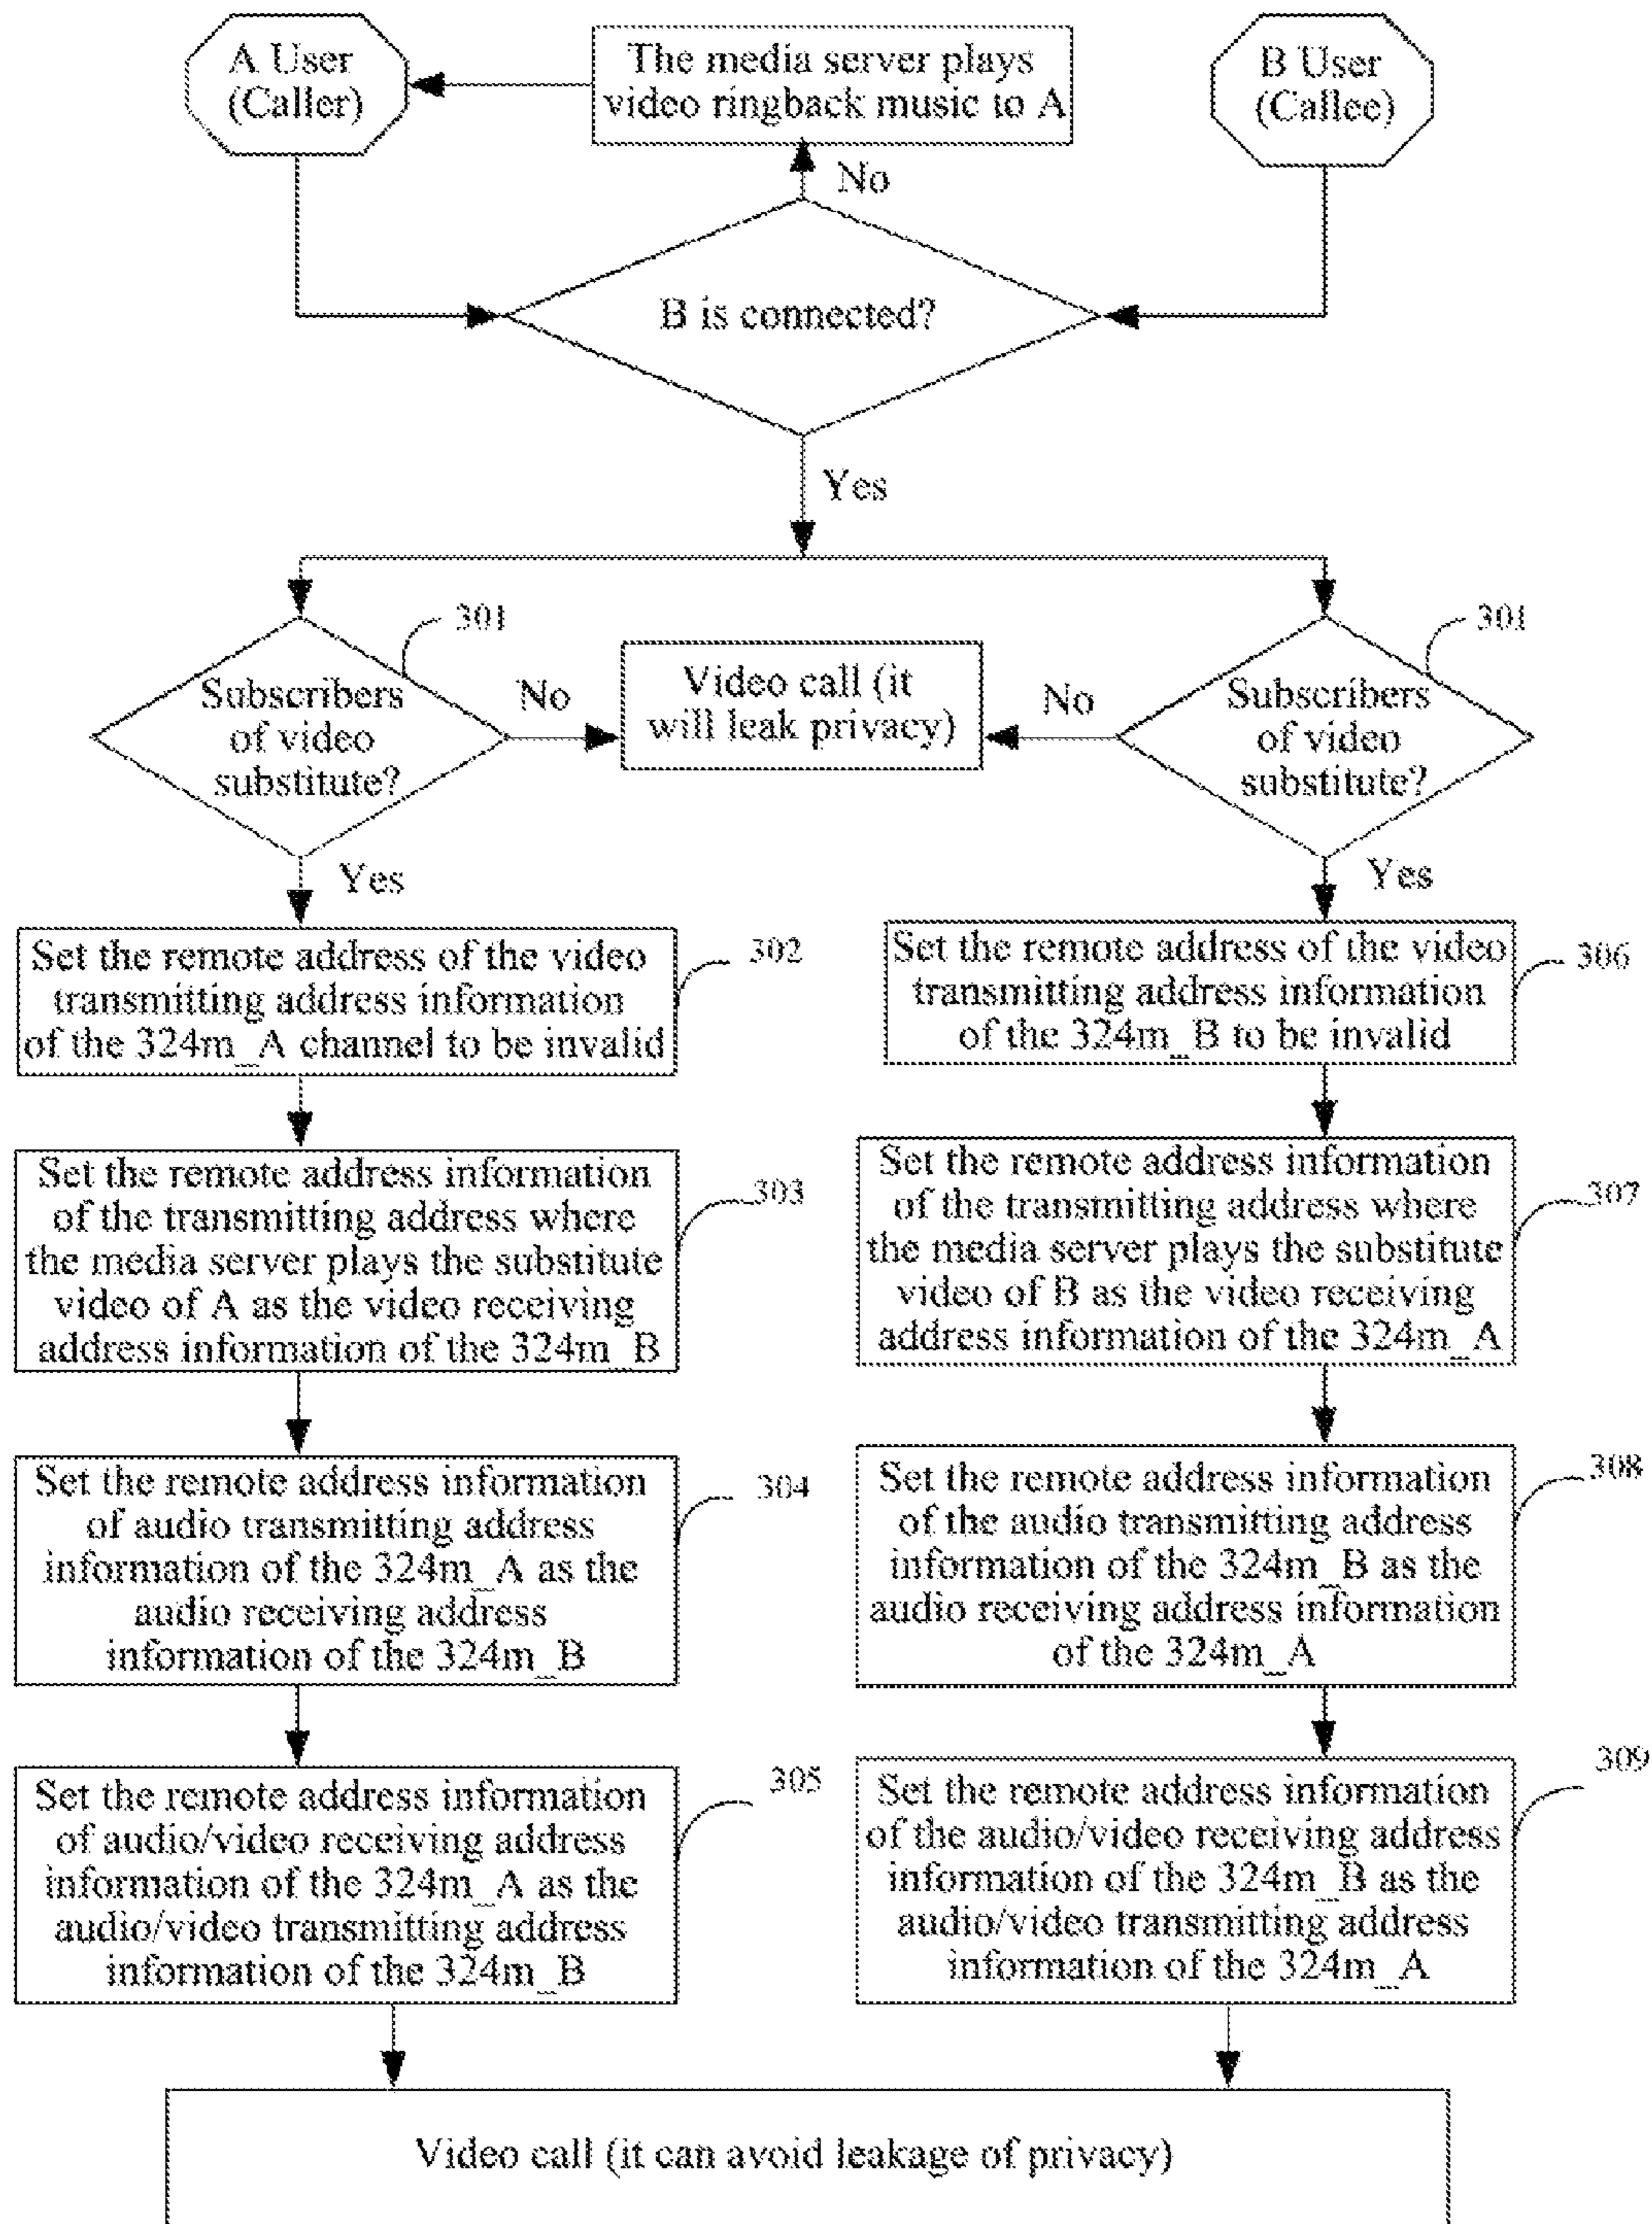 A User
(Caller)
The media server plays
video ringback music to A
B User
(Callee)
No
B is connected?
Yes
301
301
Subscribers
of video
substitute?
No
Video call (it
will leak privacy)
No
Subscribers
of video
substitute?
Yes
Yes
Set the remote address of the video
transmitting address information
of the 324m_A channel to be invalid
302
Set the remote address of the video
transmitting address information
of the 324m_B to be invalid
306
Set the remote address information
of the transmitting address where
the media server plays the substitute
video of A as the video receiving
address information of the 324m_B
303
Set the remote address information
of the transmitting address where
the media server plays the substitute
video of B as the video receiving
address information of the 324m_A
307
Set the remote address information
of audio transmitting address
information of the 324m_A as the
audio receiving address
information of the 324m_B
304
Set the remote address information
of the audio transmitting address
information of the 324m_B as the
audio receiving address information
of the 324m_A
308
Set the remote address information
of audio/video receiving address
information of the 324m_A as the
audio/video transmitting address
information of the 324m_B
305
Set the remote address information
of the audio/video receiving address
information of the 324m_B as the
audio/video transmitting address
information of the 324m_A
309
Video call (it can avoid leakage of privacy)